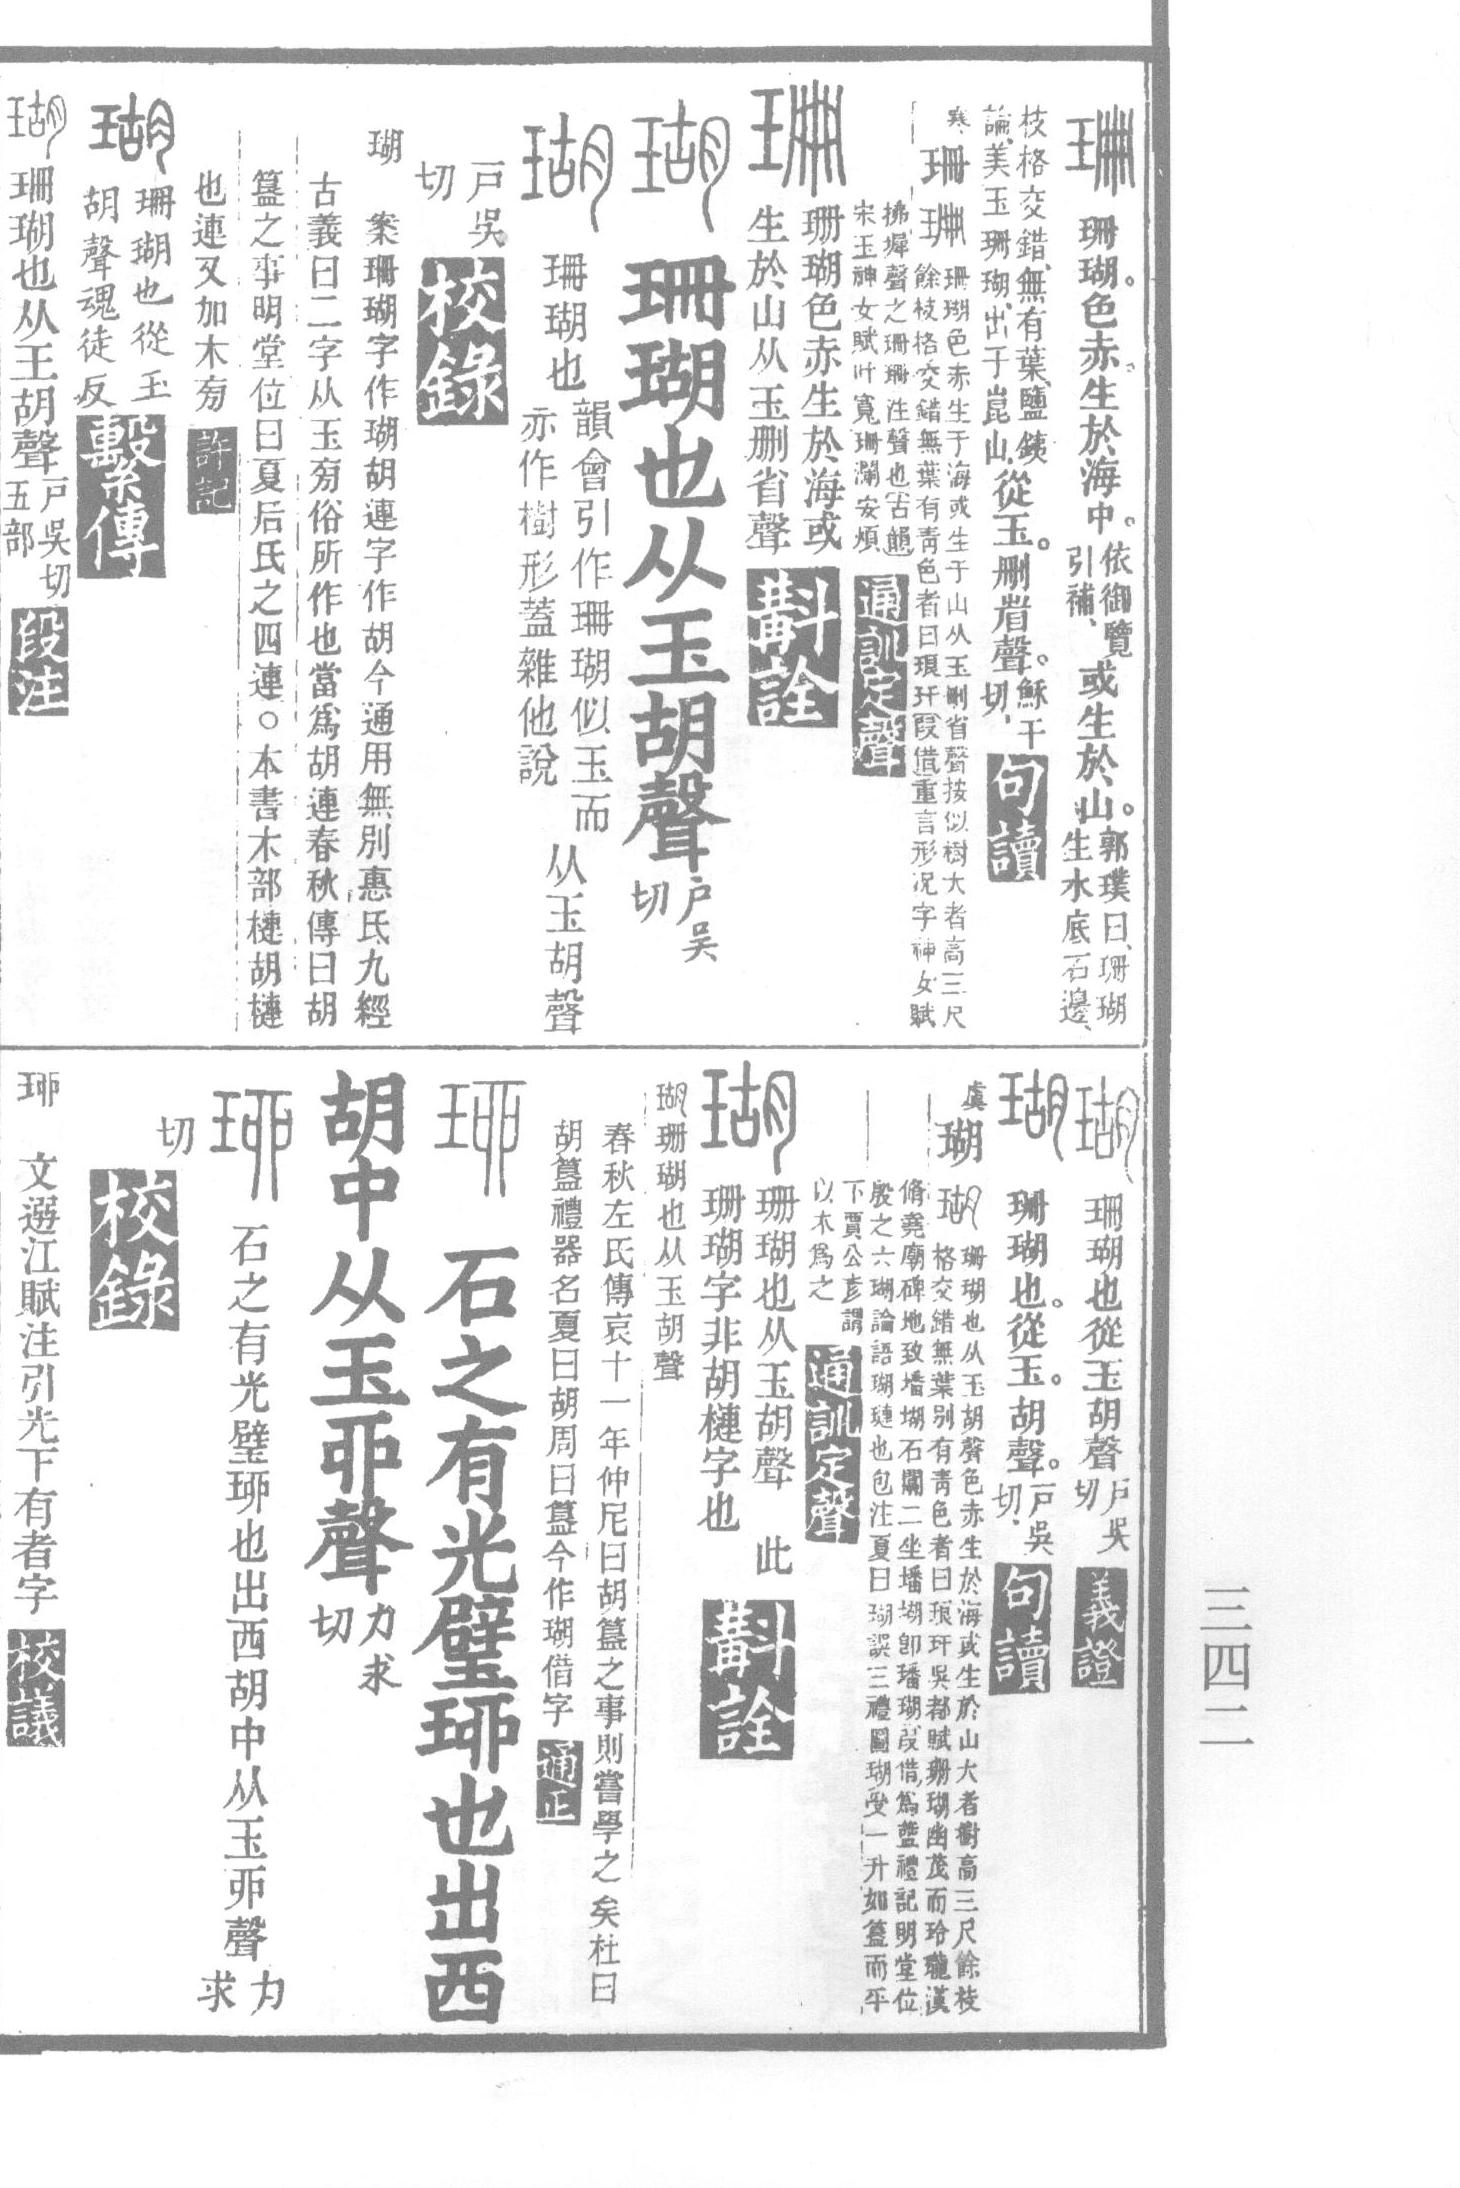 珊 珊瑚。色赤。生於海中。依御覽
引補、或生於山。郭璞曰、珊瑚
生水底石邊、
枝格交錯、無有葉、鹽鐵
論、美玉珊瑚、出于崑山、從玉。刪省聲。穌干
切、句讀
寒 珊 珊 珊瑚色赤生于海或生于山从玉刪省聲按似樹大者高三尺
餘枝格交錯無葉有青色者曰琅玕叚借重言形況字神女賦
拂墀聲之珊珊注聲也古韻
宋玉神女賦叶寬珊瀾安煩 通訓定聲
珊 珊瑚色赤生於海或
生於山从玉刪省聲 斠詮
瑚 珊瑚也从玉胡聲 戶吳
切
瑚 珊瑚也 韻會引作珊瑚似玉而
亦作樹形蓋雜他說 从玉胡聲
戶吳
切 校錄
瑚 案珊瑚字作瑚胡連字作胡今通用無別惠氏九經
古義曰二字从玉旁俗所作也當爲胡連春秋傳曰胡
簋之事明堂位曰夏后氏之四連○本書木部槤胡槤
也連又加木旁 許記
瑚 珊瑚也從玉
胡聲魂徒反 繫傳
瑚 珊瑚也从王胡聲 戶吳切
五部 段注
瑚 珊瑚也從玉胡聲 戶吳
切 義證
瑚 珊瑚也。從玉。胡聲。戶吳
切、句讀
虞 瑚 瑚 珊瑚也从玉胡聲色赤生於海或生於山大者樹高三尺餘枝
格交錯無葉別有青色者曰琅玕吳都賦珊瑚幽茂而玲瓏漢
脩堯廟碑地致墦瑚石闌二坐墦瑚卽璠瑚叚借爲簠禮記明堂位
殷之六瑚論語瑚璉也包注夏曰瑚誤三禮圖瑚受一升如簋而平
下賈公彥謂
以木爲之 通訓定聲
瑚 珊瑚也从玉胡聲 此
珊瑚字非胡槤字也 斠詮
瑚 珊瑚也从玉胡聲
春秋左氏傳哀十一年仲尼曰胡簋之事則嘗學之矣杜曰
胡簋禮器名夏曰胡周曰簋今作瑚借字 通正
珋 石之有光璧珋也出西
胡中从玉丣聲 力求
切
珋 石之有光璧珋也出西胡中从玉丣聲 力
求
切 校錄
珋 文選江賦注引光下有者字 校議
三四二